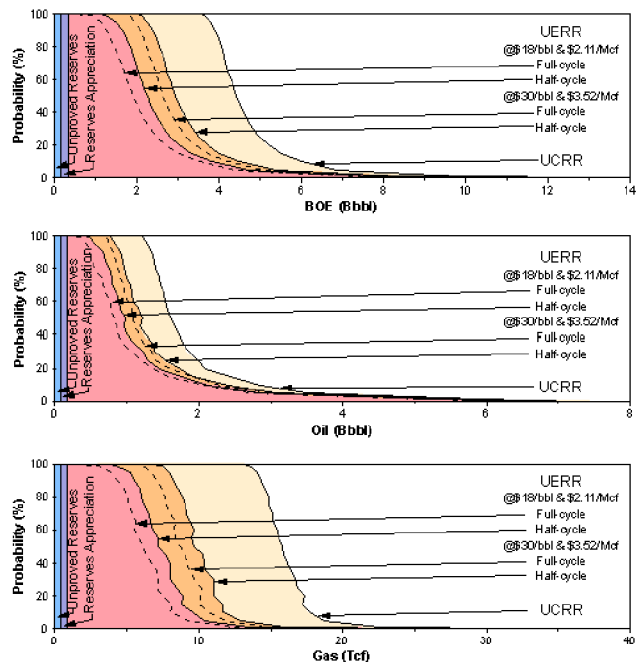 100
80
60
40
20
0
Probability (%)
Unproved Reserves
Reserves Appreciation
UERR
@$18/bbl & $2.11/Mcf
Full-cycle
Half-cycle
@$30/bbl & $3.52/Mcf
Full-cycle
Half-cycle
UCRR
0 2 4 6 8 10 12 14
BOE (Bbbl)
100
80
60
40
20
0
Probability (%)
Unproved Reserves
Reserves Appreciation
UERR
@$18/bbl & $2.11/Mcf
Full-cycle
Half-cycle
@$30/bbl & $3.52/Mcf
Full-cycle
Half-cycle
UCRR
0 2 4 6 8
Oil (Bbbl)
100
80
60
40
20
0
Probability (%)
Unproved Reserves
Reserves Appreciation
UERR
@$18/bbl & $2.11/Mcf
Full-cycle
Half-cycle
@$30/bbl & $3.52/Mcf
Full-cycle
Half-cycle
UCRR
0 10 20 30 40
Gas (Tcf)